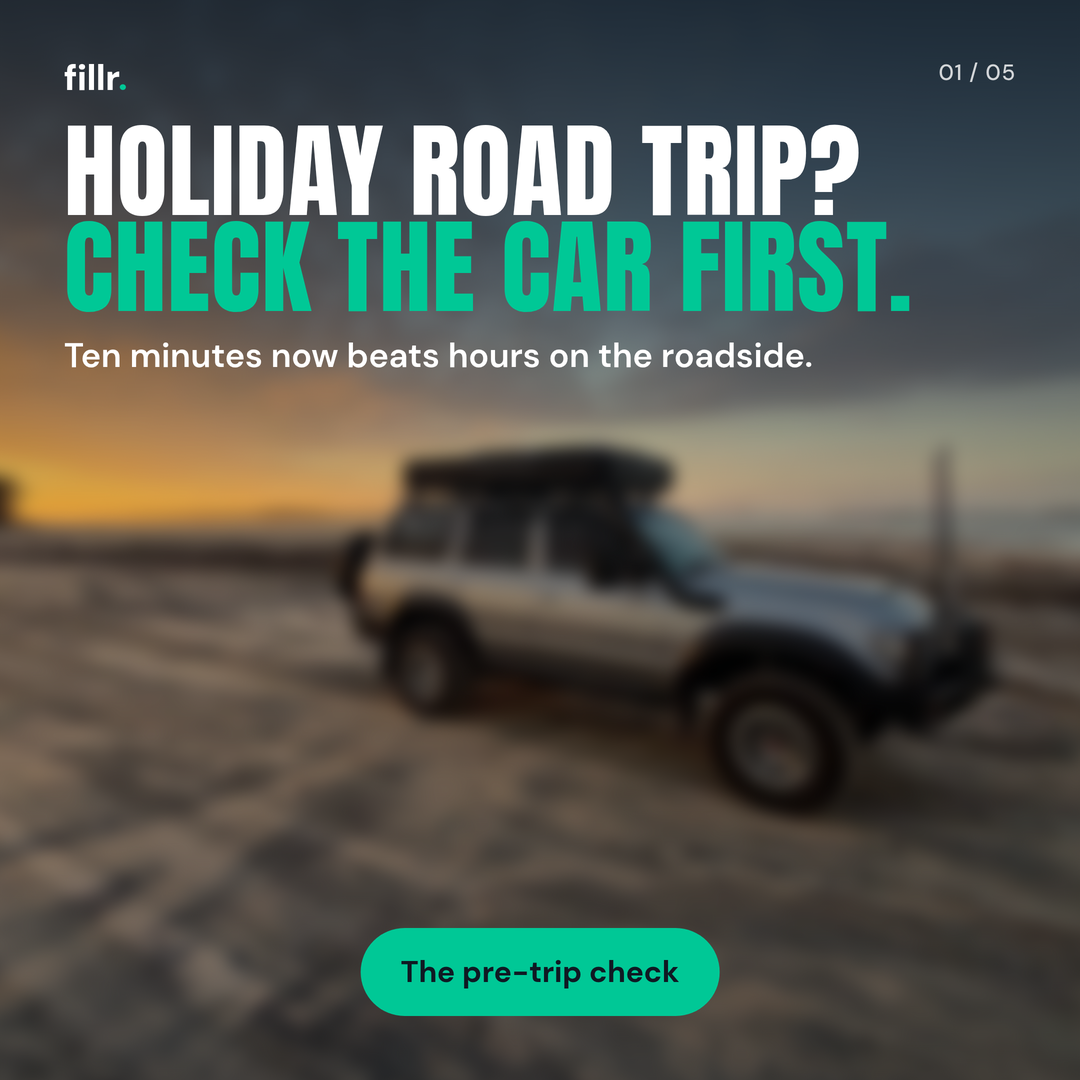 fillr.
01 / 05
HOLIDAY ROAD TRIP?
CHECK THE CAR FIRST.
Ten minutes now beats hours on the roadside.
The pre-trip check